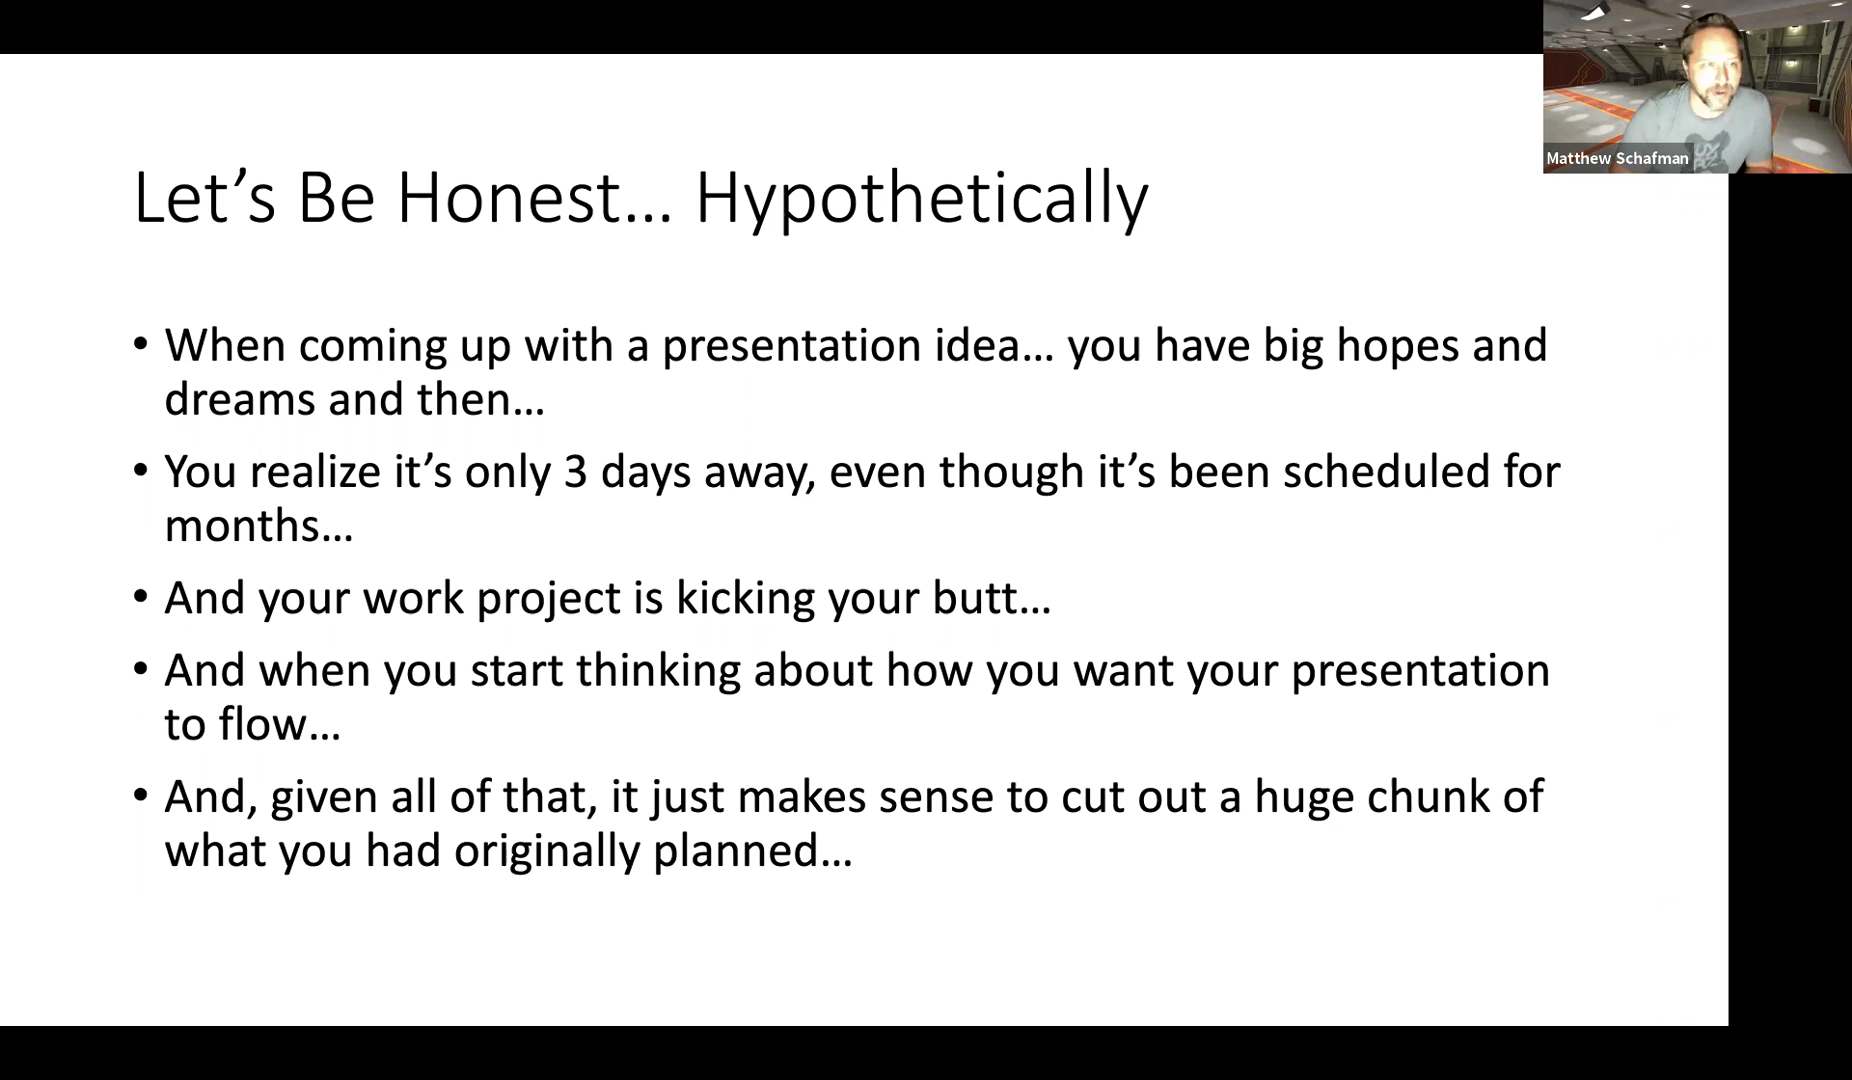 Let’s Be Honest… Hypothetically
• When coming up with a presentation idea… you have big hopes and
dreams and then…
• You realize it’s only 3 days away, even though it’s been scheduled for
months…
• And your work project is kicking your butt…
• And when you start thinking about how you want your presentation
to flow…
• And, given all of that, it just makes sense to cut out a huge chunk of
what you had originally planned…
Matthew Schafman